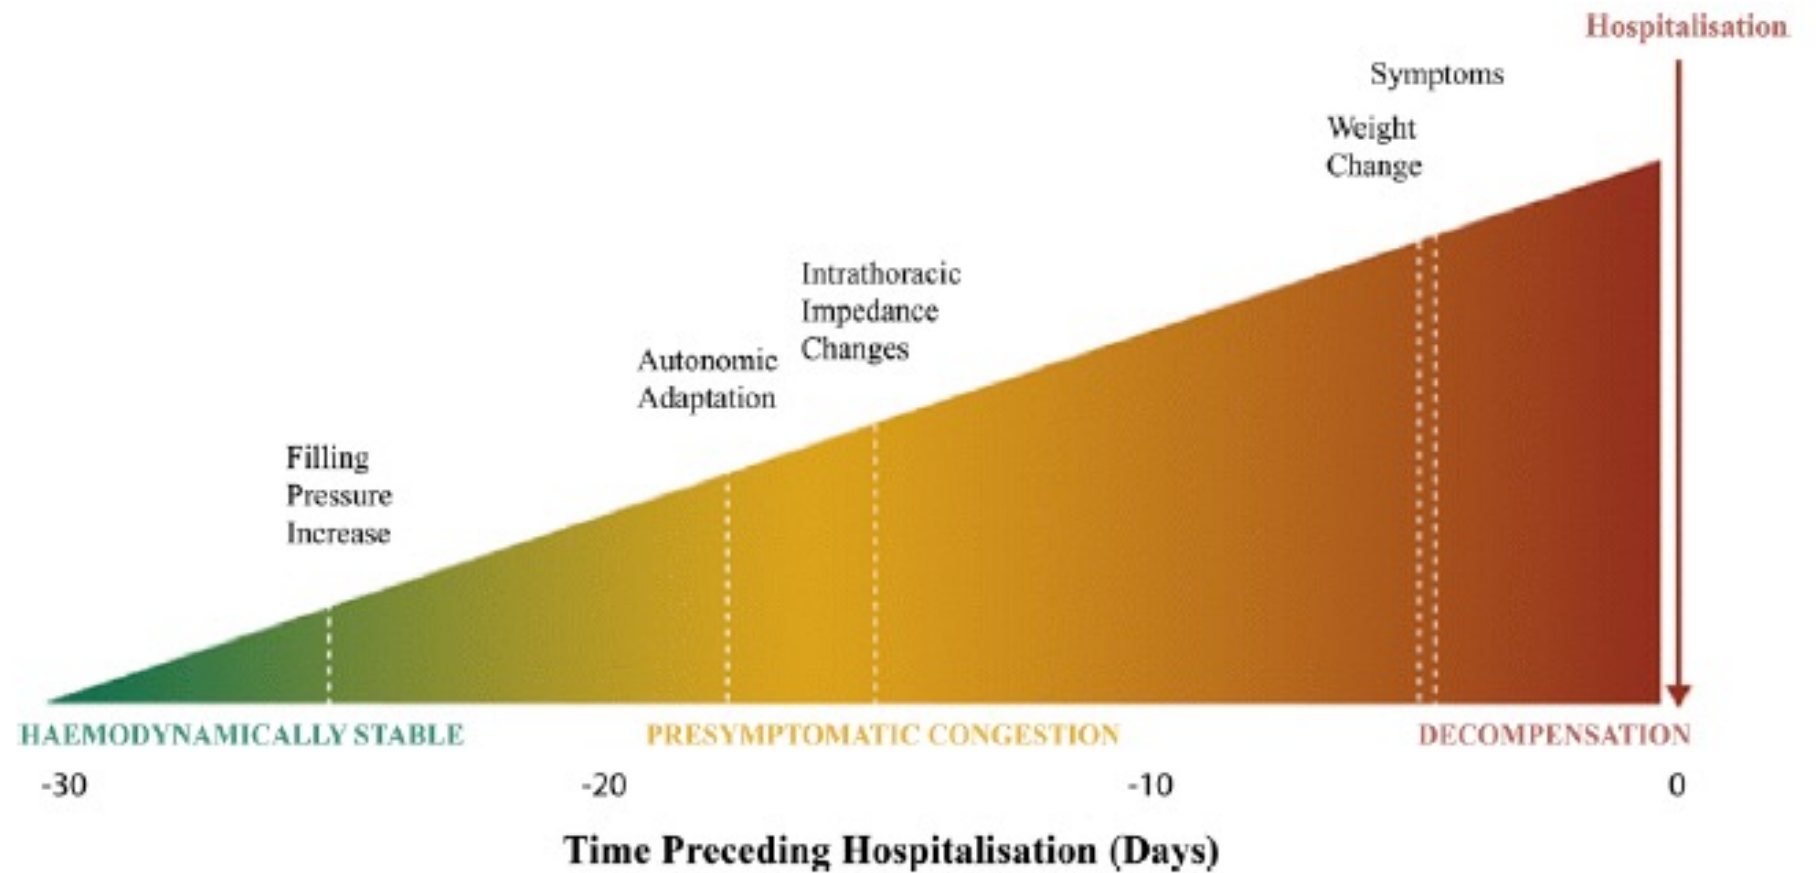 Hospitalisation
Symptoms
Weight
Change
Intrathoracic
Impedance
Changes
Autonomic
Adaptation
Filling
Pressure
Increase
HAEMODYNAMICALLY STABLE
PRESYMPTOMATIC CONGESTION
DECOMPENSATION
-30
-20
-10
0
Time Preceding Hospitalisation (Days)